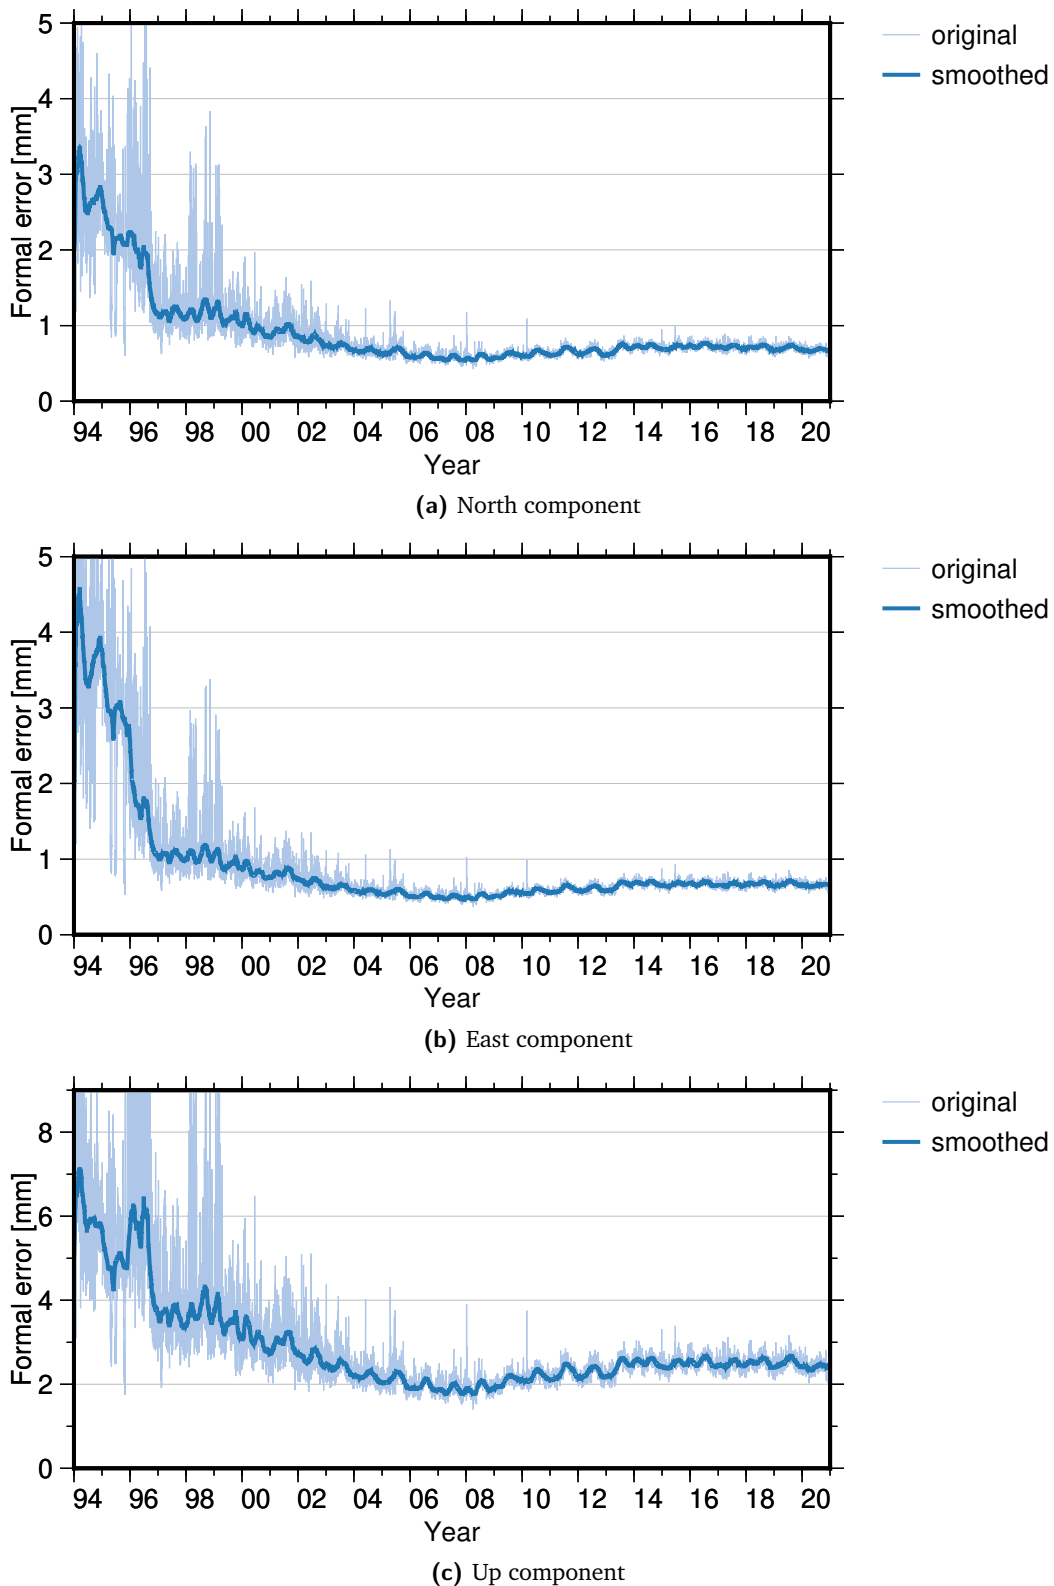 5
4
3
2
1
0
Formal error [mm]
94 96 98 00 02 04 06 08 10 12 14 16 18 20
Year
original
smoothed
(a) North component
5
4
3
2
1
0
Formal error [mm]
94 96 98 00 02 04 06 08 10 12 14 16 18 20
Year
original
smoothed
(b) East component
8
6
4
2
0
Formal error [mm]
94 96 98 00 02 04 06 08 10 12 14 16 18 20
Year
original
smoothed
(c) Up component